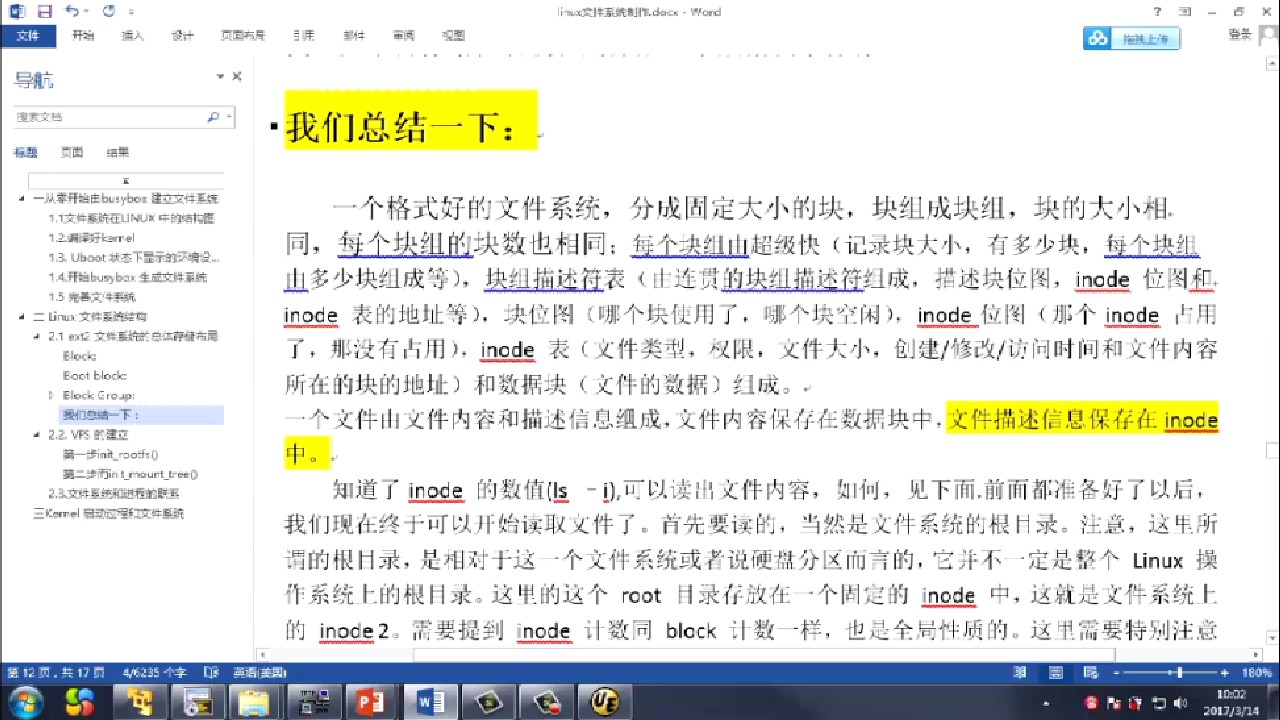 linux文件系统制作.docx - Word
文件 开始 插入 设计 页面布局 引用 邮件 审阅 视图
拖拽上传
登录
导航
搜索文档
标题 页面 结果
一从零开始由busybox 建立文件系统
1.1文件系统在LINUX 中的结构图
1.2.编译好kernel
1.3. Uboot 状态下显示的环境设...
1.4.开始busybox 生成文件系统
1.5 完善文件系统
二 Linux 文件系统结构
2.1 ext2 文件系统的总体存储布局
Block:
Boot block:
Block Group:
我们总结一下：
2.2. VFS 的建立
第一步init_rootfs()
第二步而init_mount_tree()
2.3.文件系统和进程的联系
三Kernel 启动过程和文件系统
我们总结一下：
一个格式好的文件系统，分成固定大小的块，块组成块组，块的大小相
同，每个块组的块数也相同；每个块组由超级快（记录块大小，有多少块，每个块组
由多少块组成等），块组描述符表（由连贯的块组描述符组成，描述块位图，inode 位图和
inode 表的地址等），块位图（哪个块使用了，哪个块空闲），inode 位图（那个 inode 占用
了，那没有占用），inode 表（文件类型，权限，文件大小，创建/修改/访问时间和文件内容
所在的块的地址）和数据块（文件的数据）组成。
一个文件由文件内容和描述信息组成，文件内容保存在数据块中，文件描述信息保存在 inode
中。
知道了 inode 的数值(ls －i),可以读出文件内容，如何，见下面.前面都准备好了以后，
我们现在终于可以开始读取文件了。首先要读的，当然是文件系统的根目录。注意，这里所
谓的根目录，是相对于这一个文件系统或者说硬盘分区而言的，它并不一定是整个 Linux 操
作系统上的根目录。这里的这个 root 目录存放在一个固定的 inode 中，这就是文件系统上
的 inode 2。需要提到 inode 计数同 block 计数一样，也是全局性质的。这里需要特别注意
第 12 页，共 17 页 4/6235 个字 英语(美国) 180%
10:02
2017/3/14